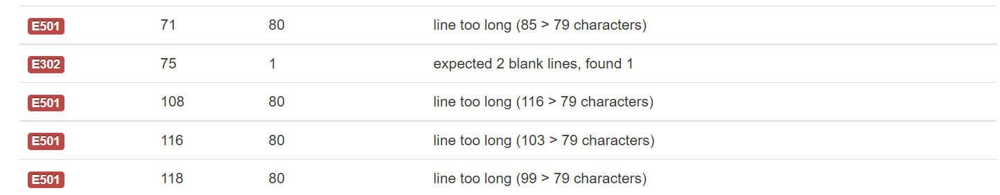 E501 71 80 line too long (85 > 79 characters)
E302 75 1 expected 2 blank lines, found 1
E501 108 80 line too long (116 > 79 characters)
E501 116 80 line too long (103 > 79 characters)
E501 118 80 line too long (99 > 79 characters)